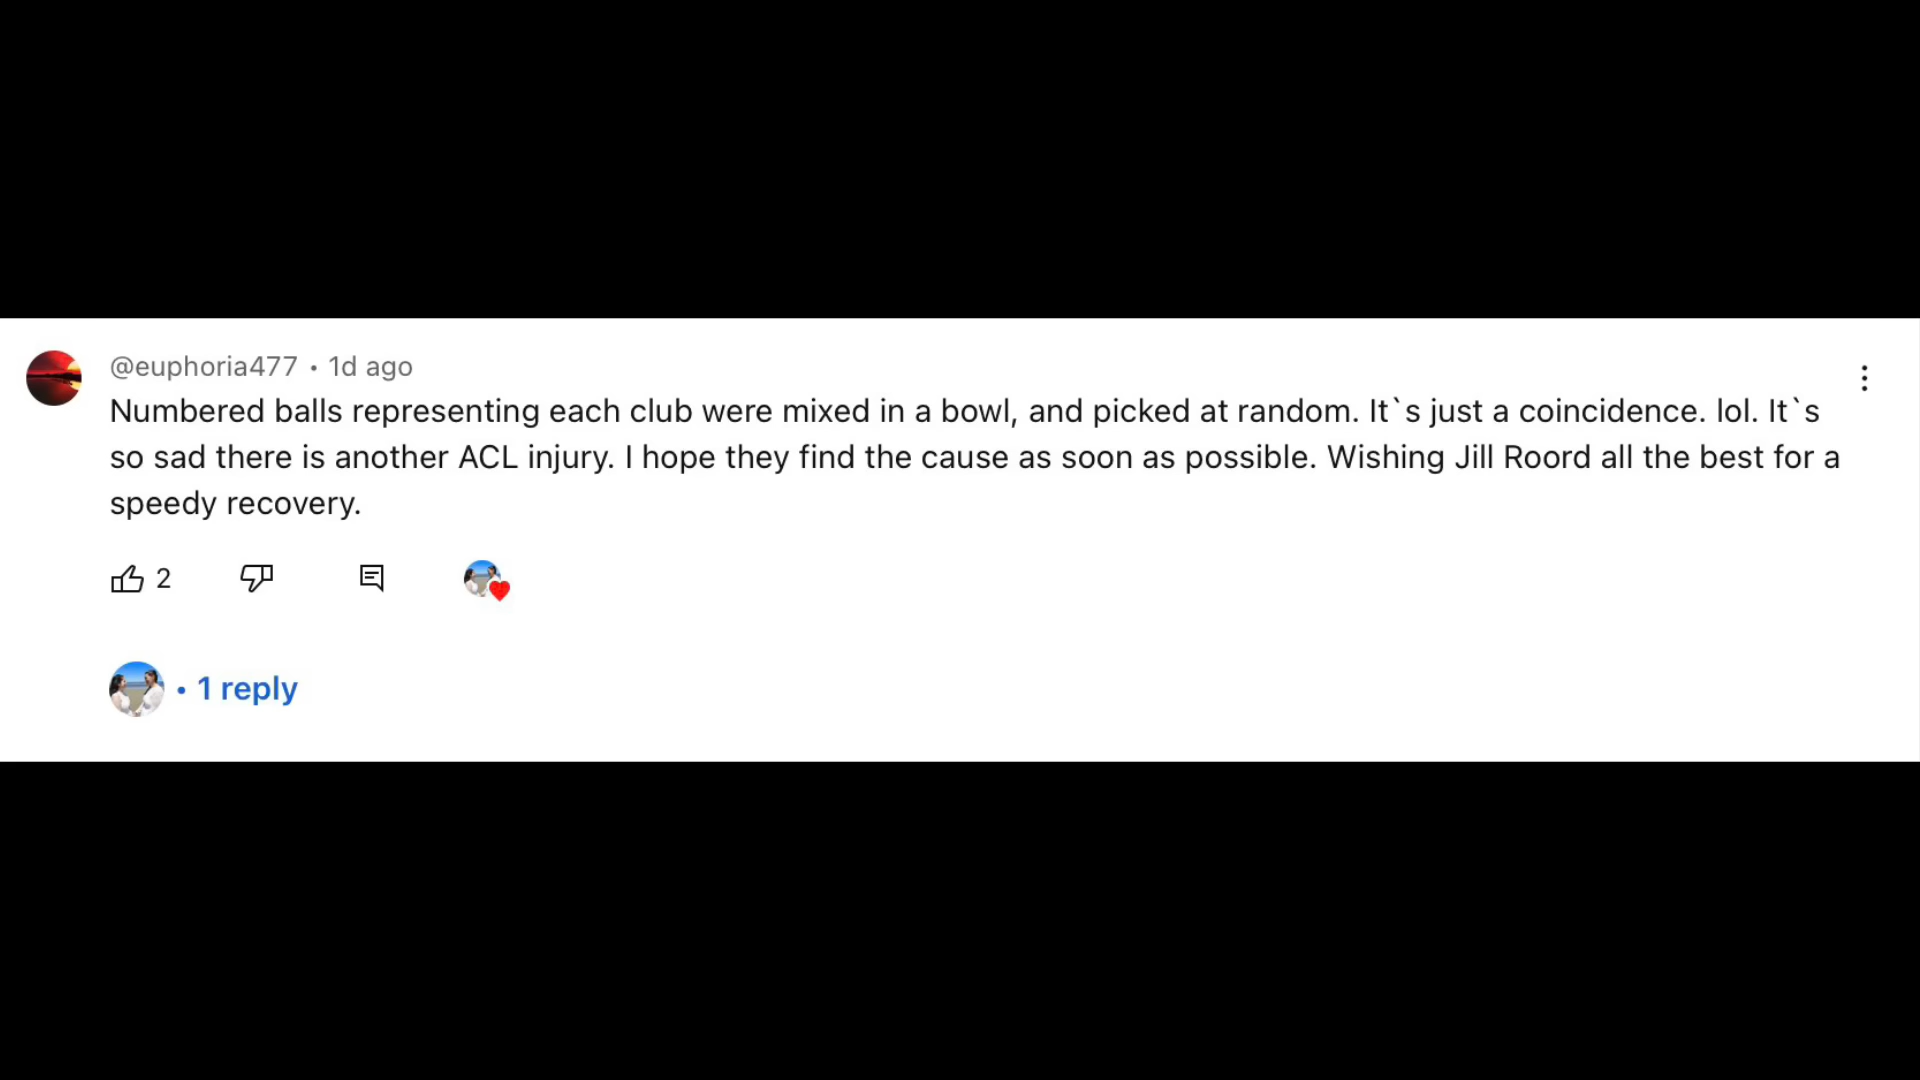 @euphoria477 • 1d ago
Numbered balls representing each club were mixed in a bowl, and picked at random. It`s just a coincidence. lol. It`s
so sad there is another ACL injury. I hope they find the cause as soon as possible. Wishing Jill Roord all the best for a
speedy recovery.
2
• 1 reply